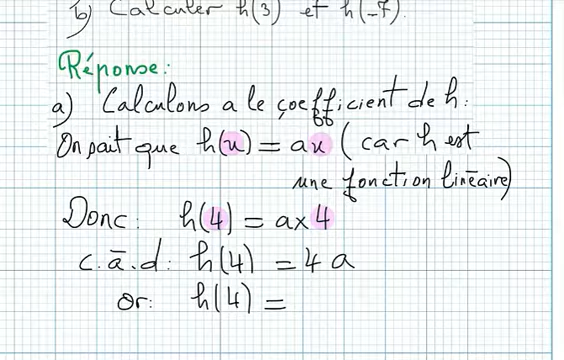 b) Calculer h(3) et h(-7).
Réponse:
a) Calculons a le coefficient de h:
On sait que h(x) = ax (car h est
une fonction linéaire)
Donc: h(4) = a×4
c.à.d: h(4) = 4a
or: h(4) =